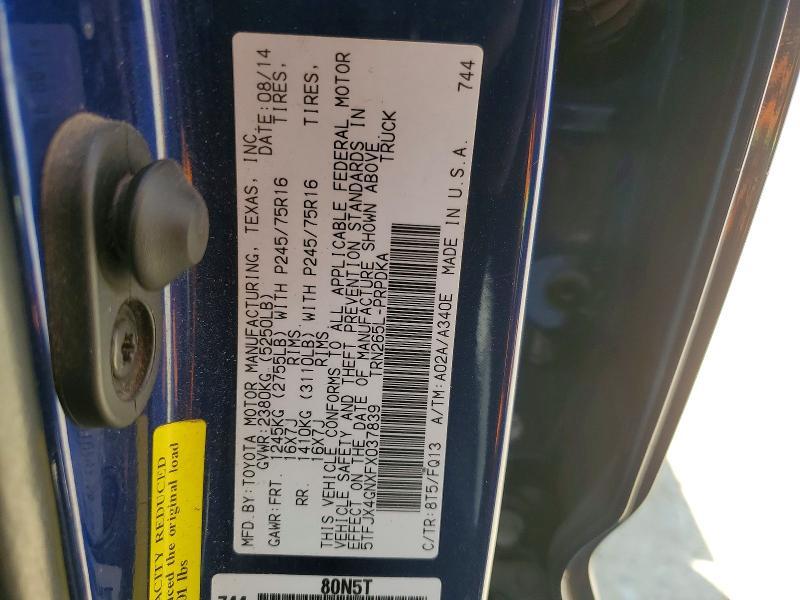 MFD.BY: TOYOTA MOTOR MANUFACTURING, TEXAS, INC. DATE: 08/14
GVWR: 2380KG (5250LB)
GAWR: FRT. 1245KG (2755LB) WITH P245/75R16 TIRES,
16X7J RIMS
RR. 1410KG (3110LB) WITH P245/75R16 TIRES,
16X7J RIMS
THIS VEHICLE CONFORMS TO ALL APPLICABLE FEDERAL MOTOR
VEHICLE SAFETY AND THEFT PREVENTION STANDARDS IN
EFFECT ON THE DATE OF MANUFACTURE SHOWN ABOVE.
5TFJX4GNXFX037839 TRN265L-PRPDKA TRUCK
C/TR: 8T5/FQ13 A/TM: A02A/A340E MADE IN U.S.A. 744
REDUCED
the original load
lbs
80N5T
744